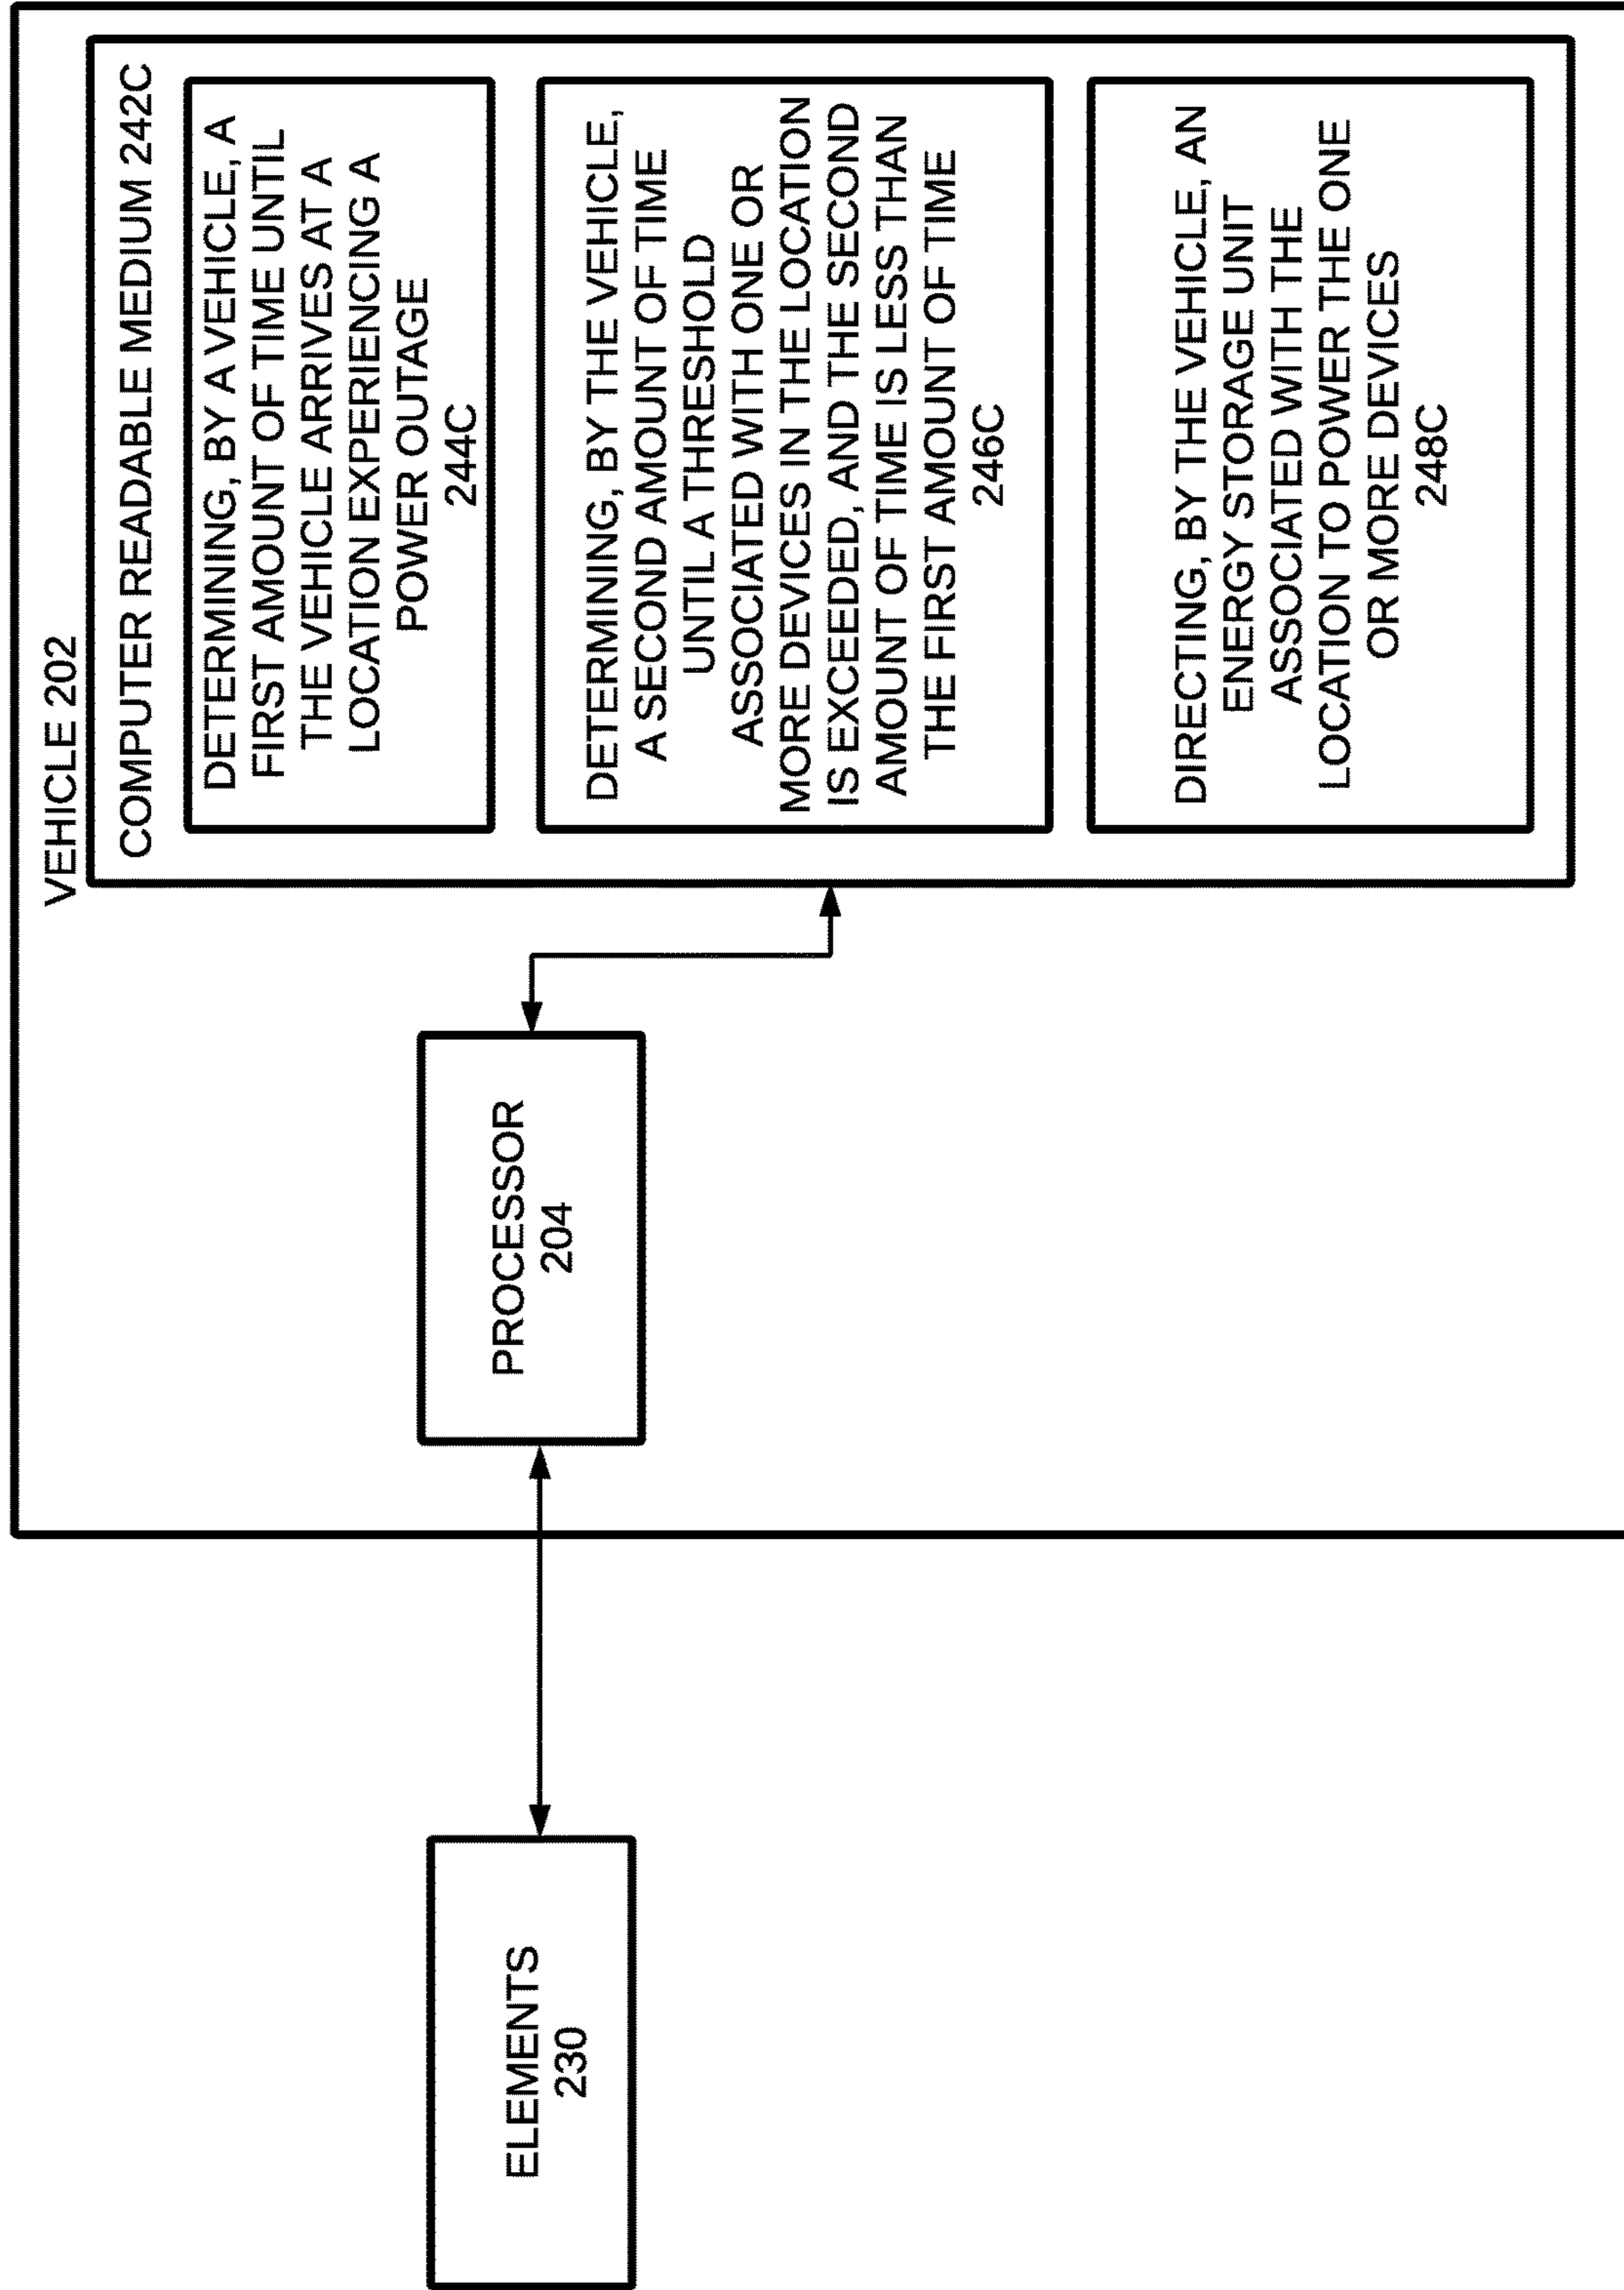 VEHICLE 202
COMPUTER READABLE MEDIUM 242C
DETERMINING, BY A VEHICLE, A
FIRST AMOUNT OF TIME UNTIL
THE VEHICLE ARRIVES AT A
LOCATION EXPERIENCING A
POWER OUTAGE
244C
DETERMINING, BY THE VEHICLE,
A SECOND AMOUNT OF TIME
UNTIL A THRESHOLD
ASSOCIATED WITH ONE OR
MORE DEVICES IN THE LOCATION
IS EXCEEDED, AND THE SECOND
AMOUNT OF TIME IS LESS THAN
THE FIRST AMOUNT OF TIME
246C
DIRECTING, BY THE VEHICLE, AN
ENERGY STORAGE UNIT
ASSOCIATED WITH THE
LOCATION TO POWER THE ONE
OR MORE DEVICES
248C
PROCESSOR
204
ELEMENTS
230